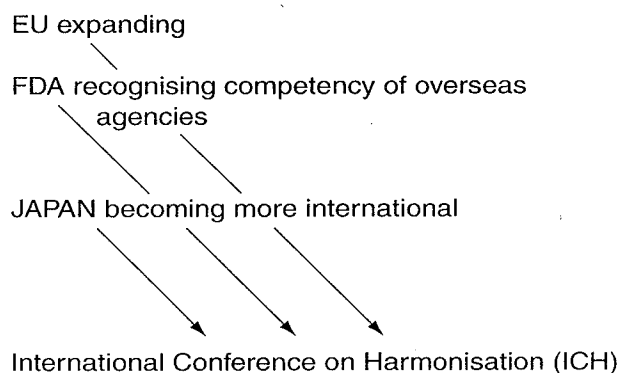 EU expanding
FDA recognising competency of overseas
agencies
JAPAN becoming more international
International Conference on Harmonisation (ICH)